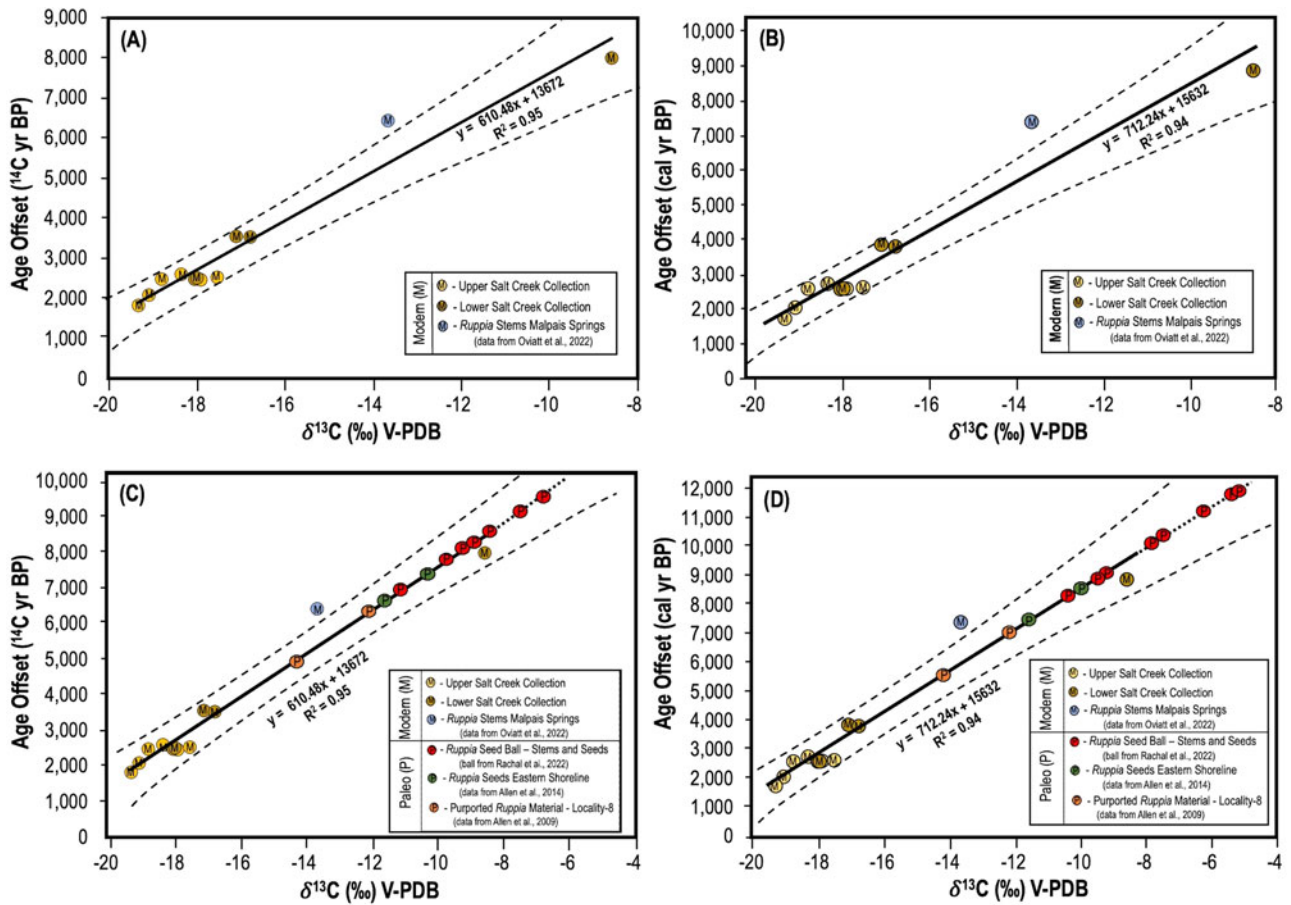 (A)
Age Offset (¹⁴C yr BP)
9,000
8,000
7,000
6,000
5,000
4,000
3,000
2,000
1,000
0
y = 610.48x + 13672
R² = 0.95
M
Modern (M)
M - Upper Salt Creek Collection
M - Lower Salt Creek Collection
M - Ruppia Stems Malpais Springs
(data from Oviatt et al., 2022)
-20 -18 -16 -14 -12 -10 -8
δ¹³C (‰) V-PDB
(B)
Age Offset (cal yr BP)
10,000
9,000
8,000
7,000
6,000
5,000
4,000
3,000
2,000
1,000
0
y = 712.24x + 15632
R² = 0.94
Modern (M)
M - Upper Salt Creek Collection
M - Lower Salt Creek Collection
M - Ruppia Stems Malpais Springs
(data from Oviatt et al., 2022)
-20 -18 -16 -14 -12 -10 -8
δ¹³C (‰) V-PDB
(C)
Age Offset (¹⁴C yr BP)
10,000
9,000
8,000
7,000
6,000
5,000
4,000
3,000
2,000
1,000
0
y = 610.48x + 13672
R² = 0.95
Modern (M)
M - Upper Salt Creek Collection
M - Lower Salt Creek Collection
M - Ruppia Stems Malpais Springs
(data from Oviatt et al., 2022)
Paleo (P)
P - Ruppia Seed Ball – Stems and Seeds
(ball from Rachal et al., 2022)
P - Ruppia Seeds Eastern Shoreline
(data from Allen et al., 2014)
P - Purported Ruppia Material - Locality-8
(data from Allen et al., 2009)
-20 -18 -16 -14 -12 -10 -8 -6 -4
δ¹³C (‰) V-PDB
(D)
Age Offset (cal yr BP)
12,000
11,000
10,000
9,000
8,000
7,000
6,000
5,000
4,000
3,000
2,000
1,000
0
y = 712.24x + 15632
R² = 0.94
Modern (M)
M - Upper Salt Creek Collection
M - Lower Salt Creek Collection
M - Ruppia Stems Malpais Springs
(data from Oviatt et al., 2022)
Paleo (P)
P - Ruppia Seed Ball – Stems and Seeds
(ball from Rachal et al., 2022)
P - Ruppia Seeds Eastern Shoreline
(data from Allen et al., 2014)
P - Purported Ruppia Material - Locality-8
(data from Allen et al., 2009)
-20 -18 -16 -14 -12 -10 -8 -6 -4
δ¹³C (‰) V-PDB